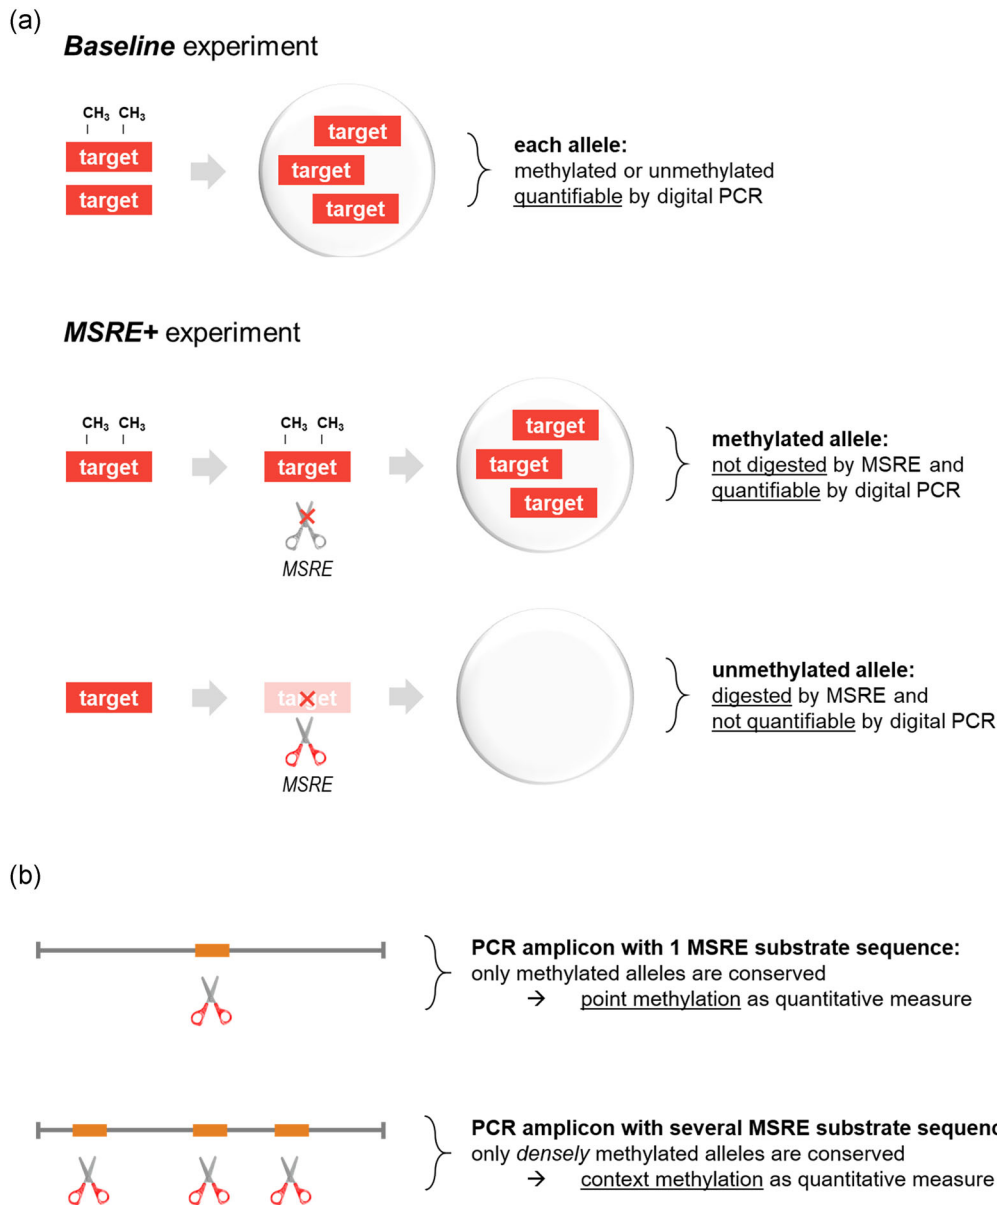 (a)
Baseline experiment
CH3 CH3
target
target
target
target
target
each allele:
methylated or unmethylated
quantifiable by digital PCR
MSRE+ experiment
CH3 CH3
target
CH3 CH3
target
MSRE
target
target
target
methylated allele:
not digested by MSRE and
quantifiable by digital PCR
target
target
MSRE
unmethylated allele:
digested by MSRE and
not quantifiable by digital PCR
(b)
PCR amplicon with 1 MSRE substrate sequence:
only methylated alleles are conserved
→ point methylation as quantitative measure
PCR amplicon with several MSRE substrate sequenc
only densely methylated alleles are conserved
→ context methylation as quantitative measure